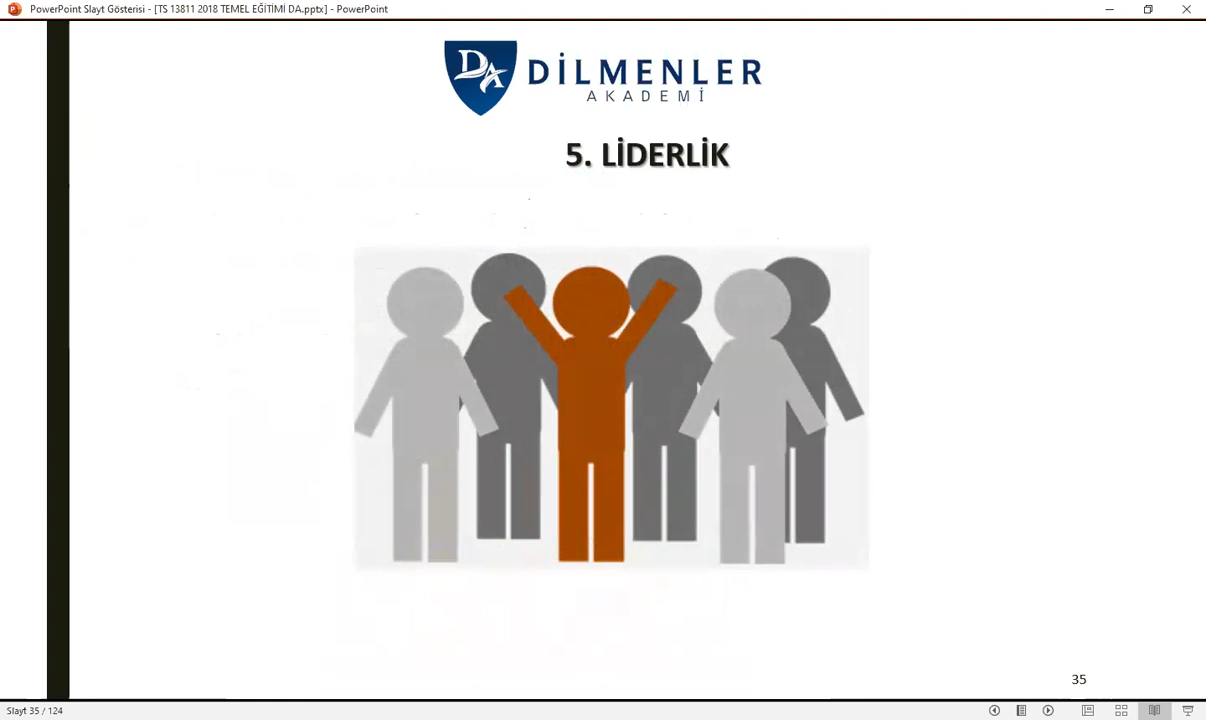 PowerPoint Slayt Gösterisi - [TS 13811 2018 TEMEL EĞİTİMİ DA.pptx] - PowerPoint
DA DİLMENLER
AKADEMİ
5. LİDERLİK
35
Slayt 35 / 124